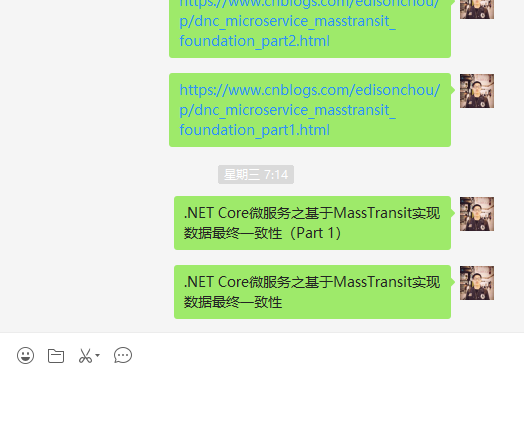 https://www.cnblogs.com/edisonchou/
p/dnc_microservice_masstransit_
foundation_part2.html
https://www.cnblogs.com/edisonchou/
p/dnc_microservice_masstransit_
foundation_part1.html
星期三 7:14
.NET Core微服务之基于MassTransit实现
数据最终一致性（Part 1）
.NET Core微服务之基于MassTransit实现
数据最终一致性